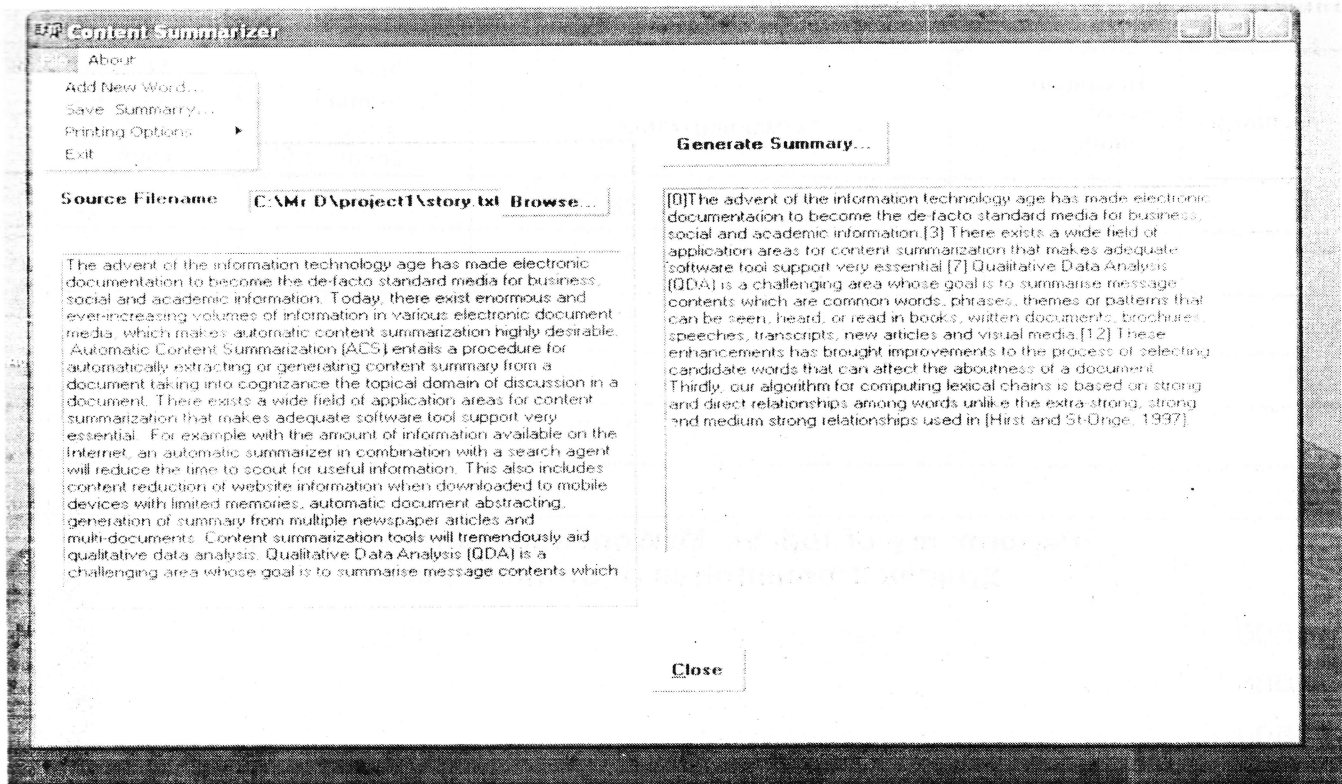 Content Summarizer
About
Add New Word...
Save Summarry...
Printing Options
Exit
Generate Summary...
Source Filename C:\Mr D\project1\story.txt Browse...
The advent of the information technology age has made electronic
documentation to become the de-facto standard media for business,
social and academic information. Today, there exist enormous and
ever-increasing volumes of information in various electronic document
media, which makes automatic content summarization highly desirable.
Automatic Content Summarization (ACS) entails a procedure for
automatically extracting or generating content summary from a
document taking into cognizance the topical domain of discussion in a
document. There exists a wide field of application areas for content
summarization that makes adequate software tool support very
essential. For example with the amount of information available on the
Internet, an automatic summarizer in combination with a search agent
will reduce the time to scout for useful information. This also includes
content reduction of website information when downloaded to mobile
devices with limited memories, automatic document abstracting,
generation of summary from multiple newspaper articles and
multi-documents. Content summarization tools will tremendously aid
qualitative data analysis. Qualitative Data Analysis (QDA) is a
challenging area whose goal is to summarise message contents which
[0]The advent of the information technology age has made electronic
documentation to become the de-facto standard media for business,
social and academic information.[3] There exists a wide field of
application areas for content summarization that makes adequate
software tool support very essential.[7] Qualitative Data Analysis
(QDA) is a challenging area whose goal is to summarise message
contents which are common words, phrases, themes or patterns that
can be seen, heard, or read in books, written documents, brochures,
speeches, transcripts, new articles and visual media.[12] These
enhancements has brought improvements to the process of selecting
candidate words that can affect the aboutness of a document.
Thirdly, our algorithm for computing lexical chains is based on strong
and direct relationships among words unlike the extra-strong, strong
and medium strong relationships used in [Hirst and St-Onge, 1997]
Close